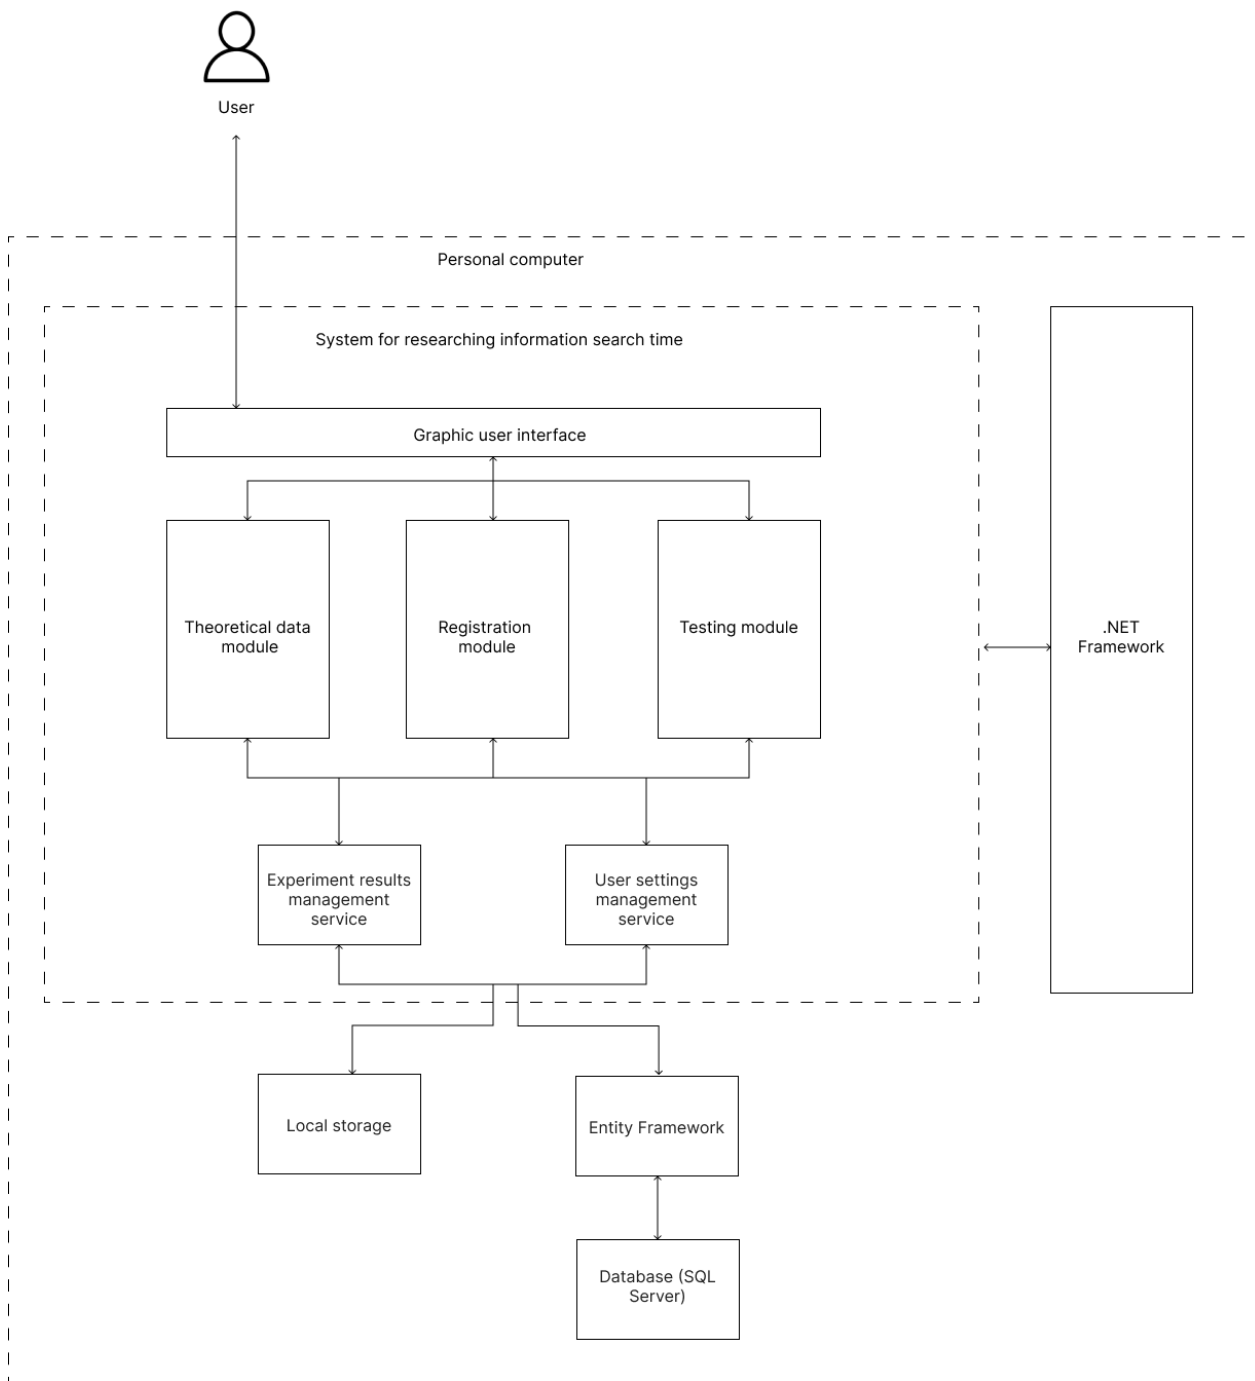 User
Personal computer
System for researching information search time
Graphic user interface
Theoretical data
module
Registration
module
Testing module
.NET
Framework
Experiment results
management
service
User settings
management
service
Local storage
Entity Framework
Database (SQL
Server)